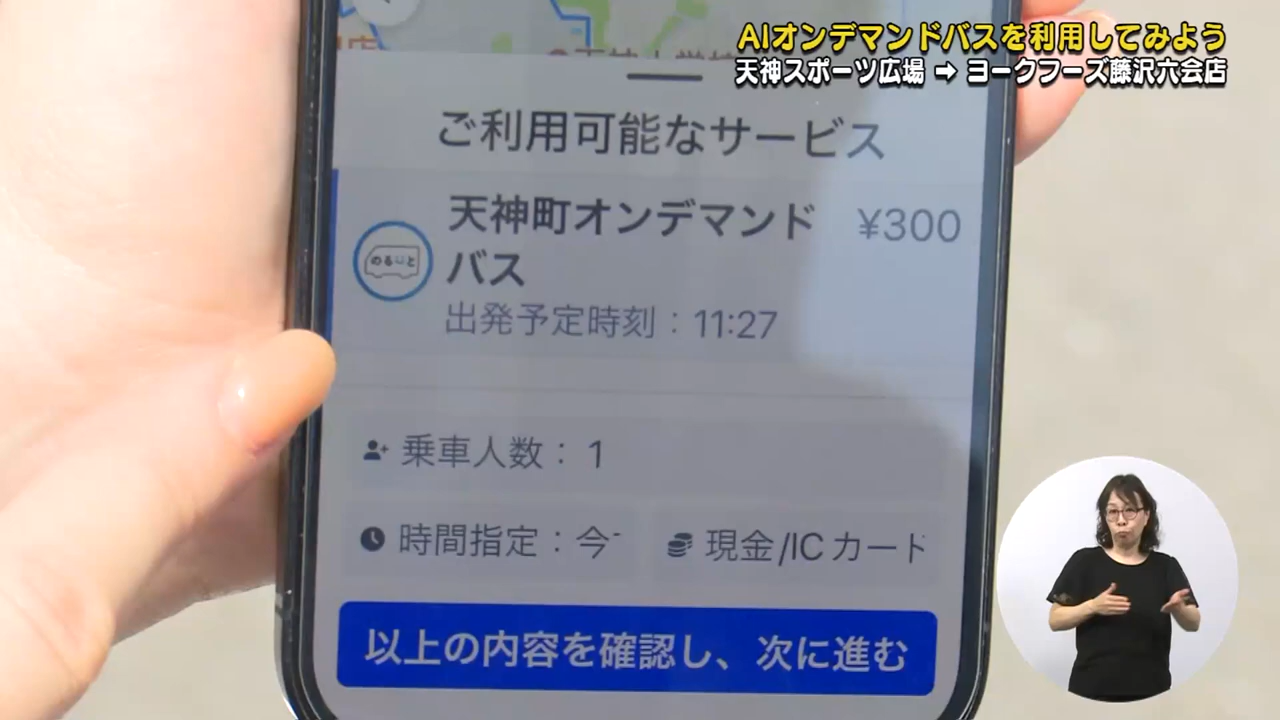 AIオンデマンドバスを利用してみよう
天神スポーツ広場 ➡ ヨークフーズ藤沢六会店
ご利用可能なサービス
天神町オンデマンド
バス
¥300
のるーと
出発予定時刻：11:27
乗車人数： 1
時間指定：今
現金/ICカード
以上の内容を確認し、次に進む